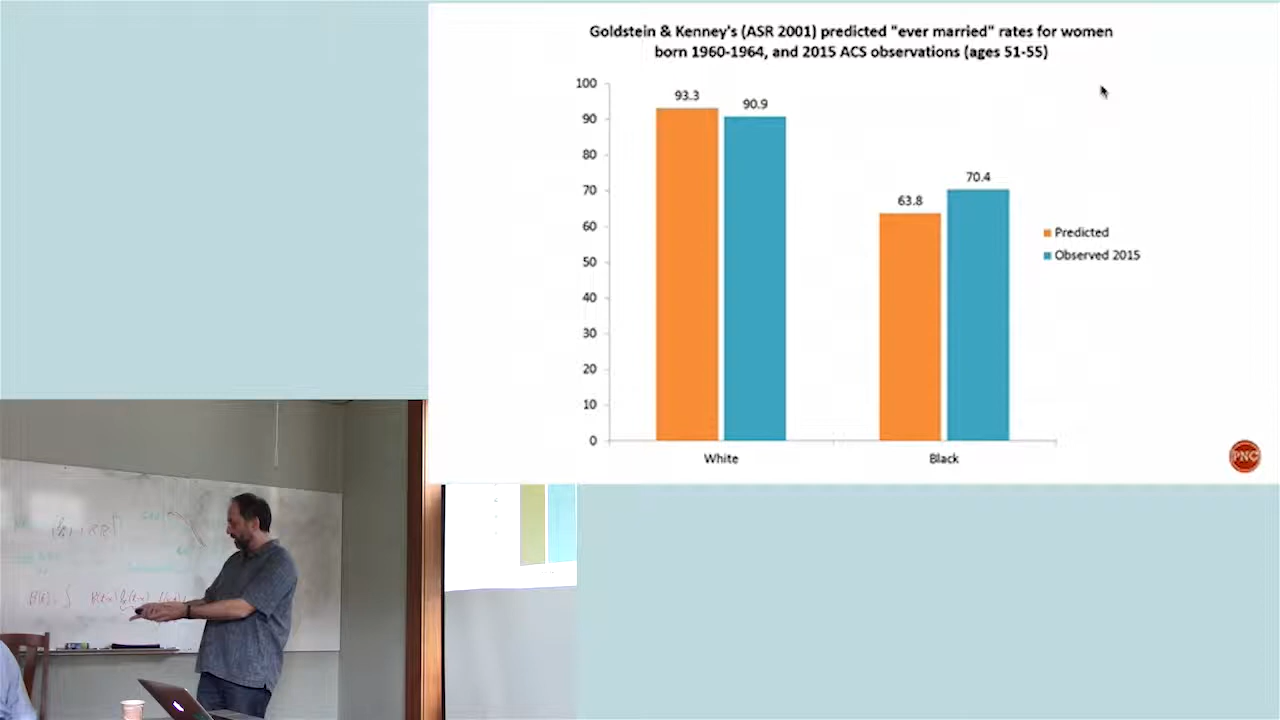 Goldstein & Kenney's (ASR 2001) predicted "ever married" rates for women
born 1960-1964, and 2015 ACS observations (ages 51-55)
100
90
80
70
60
50
40
30
20
10
0
93.3
90.9
63.8
70.4
White
Black
Predicted
Observed 2015
PNC